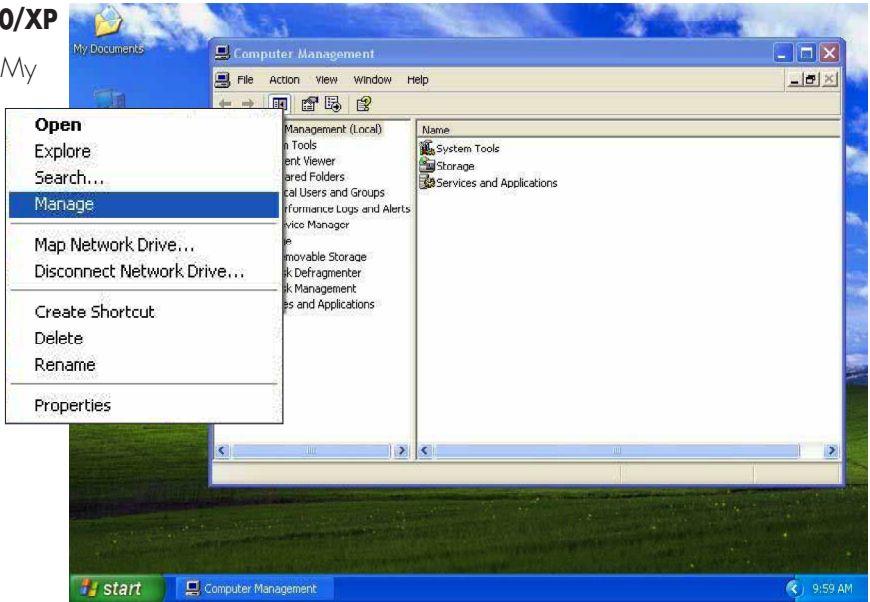 0/XP
My
My Documents
Computer Management
File Action View Window Help
Open
Explore
Search...
Manage
Map Network Drive...
Disconnect Network Drive...
Create Shortcut
Delete
Rename
Properties
Management (Local)
Tools
ent Viewer
ared Folders
cal Users and Groups
rformance Logs and Alerts
vice Manager
e
emovable Storage
k Defragmenter
k Management
es and Applications
Name
System Tools
Storage
Services and Applications
start
Computer Management
9:59 AM